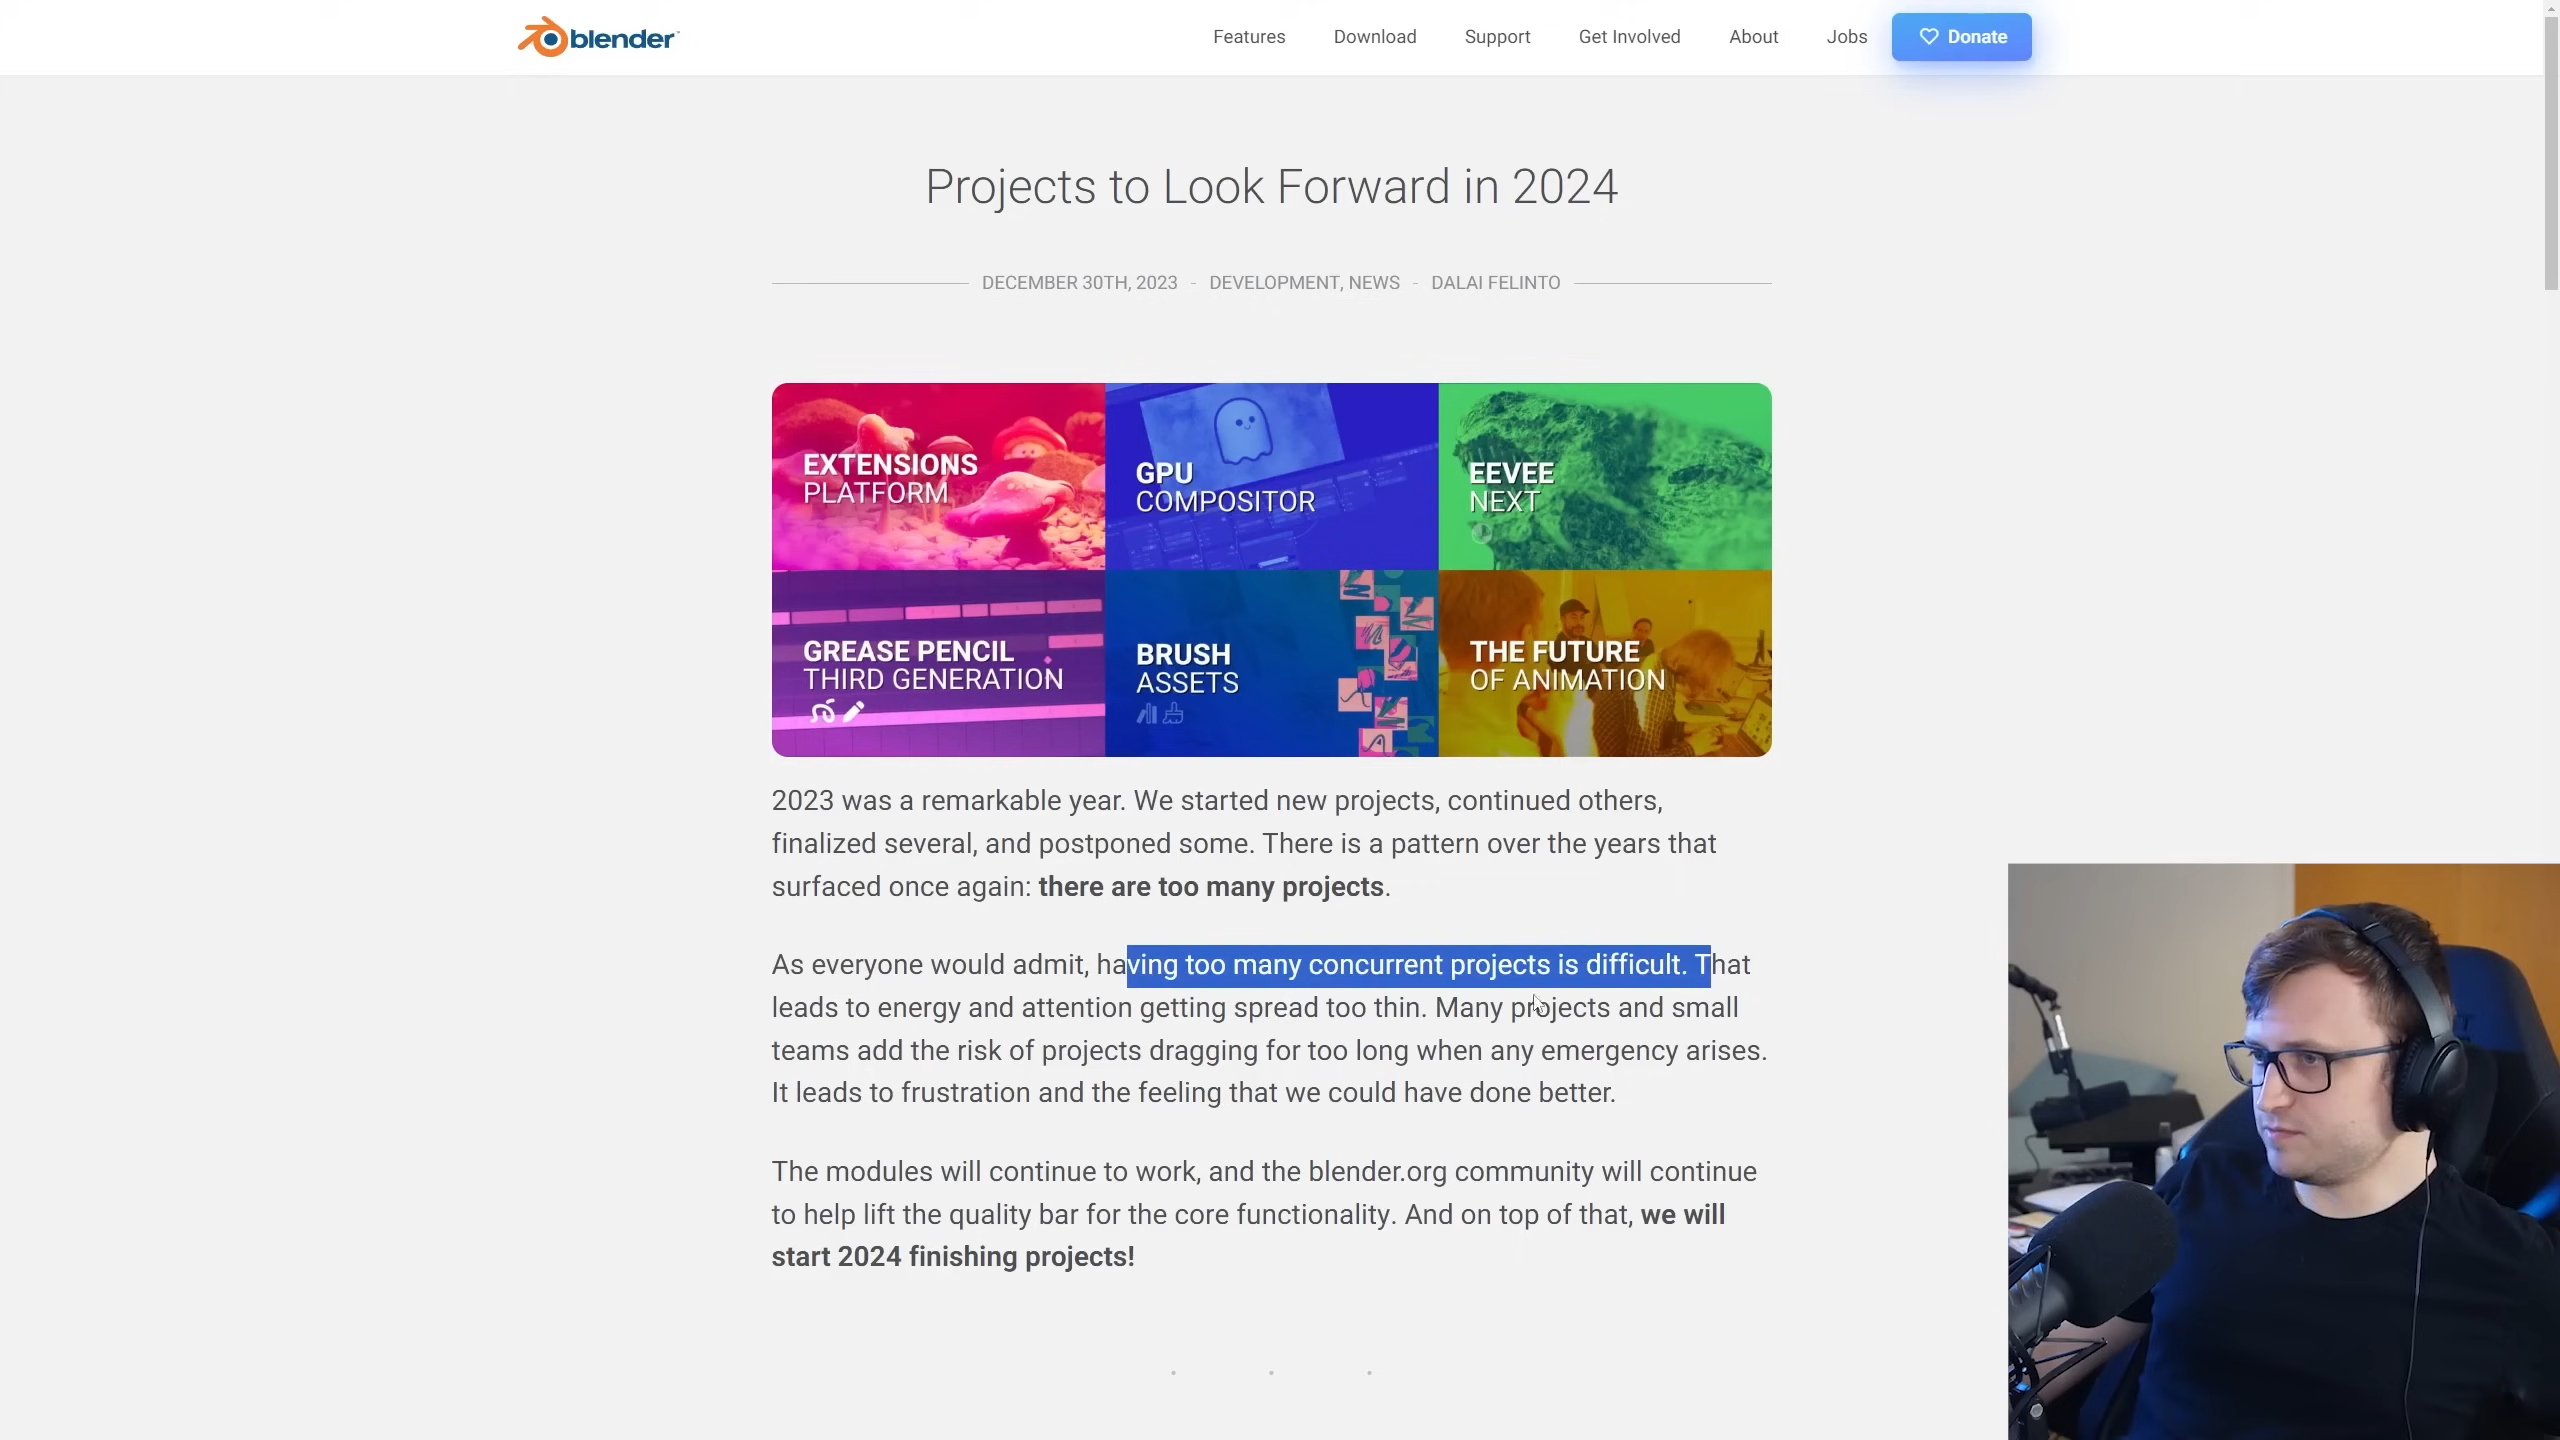 blender
Features
Download
Support
Get Involved
About
Jobs
Donate
Projects to Look Forward in 2024
DECEMBER 30TH, 2023 - DEVELOPMENT, NEWS - DALAI FELINTO
EXTENSIONS
PLATFORM
GPU
COMPOSITOR
EEVEE
NEXT
GREASE PENCIL
THIRD GENERATION
BRUSH
ASSETS
THE FUTURE
OF ANIMATION
2023 was a remarkable year. We started new projects, continued others,
finalized several, and postponed some. There is a pattern over the years that
surfaced once again: there are too many projects.
As everyone would admit, having too many concurrent projects is difficult. That
leads to energy and attention getting spread too thin. Many projects and small
teams add the risk of projects dragging for too long when any emergency arises.
It leads to frustration and the feeling that we could have done better.
The modules will continue to work, and the blender.org community will continue
to help lift the quality bar for the core functionality. And on top of that, we will
start 2024 finishing projects!